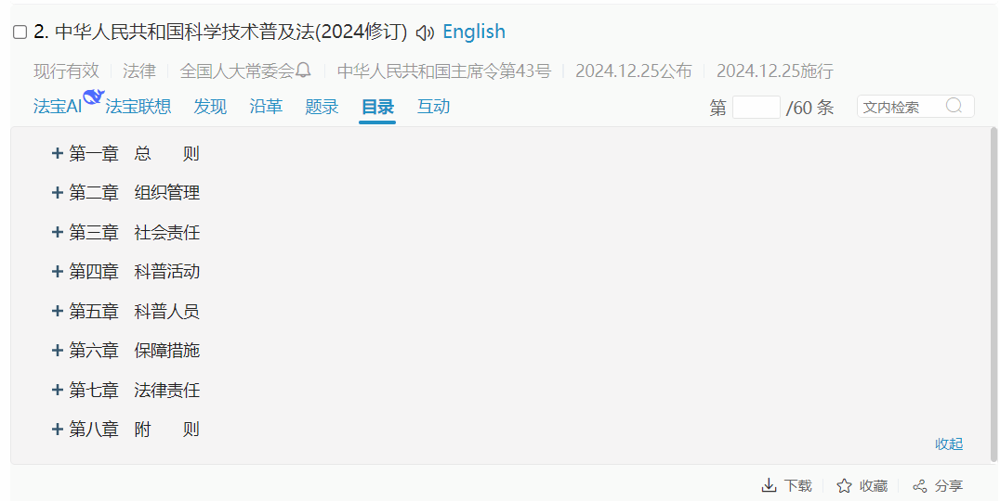 2. 中华人民共和国科学技术普及法(2024修订) English
现行有效 法律 全国人大常委会 中华人民共和国主席令第43号 2024.12.25公布 2024.12.25施行
法宝AI 法宝联想 发现 沿革 题录 目录 互动 第 /60 条 文内检索
+ 第一章 总 则
+ 第二章 组织管理
+ 第三章 社会责任
+ 第四章 科普活动
+ 第五章 科普人员
+ 第六章 保障措施
+ 第七章 法律责任
+ 第八章 附 则
收起
下载 收藏 分享